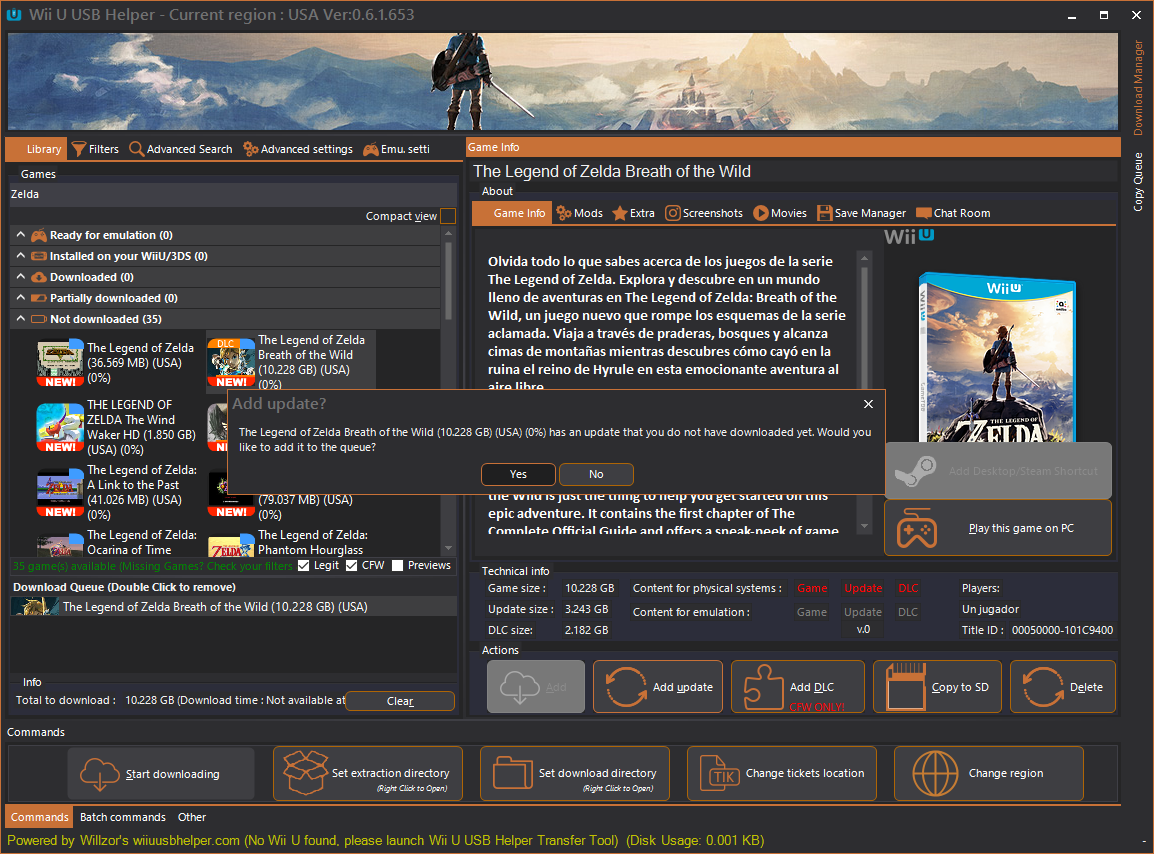 Wii U USB Helper - Current region : USA Ver:0.6.1.653
Download Manager
Copy Queue
Library
Filters
Advanced Search
Advanced settings
Emu. setti
Games
Zelda
Compact view
Ready for emulation (0)
Installed on your WiiU/3DS (0)
Downloaded (0)
Partially downloaded (0)
Not downloaded (35)
NEW!
The Legend of Zelda
(36.569 MB) (USA)
(0%)
DLC
NEW!
The Legend of Zelda
Breath of the Wild
(10.228 GB) (USA)
(0%)
NEW!
THE LEGEND OF
ZELDA The Wind
Waker HD (1.850 GB)
(USA) (0%)
NEW!
The Legend of Zelda:
A Link to the Past
(41.026 MB) (USA)
(0%)
NEW!
(79.037 MB) (USA)
(0%)
The Legend of Zelda:
Ocarina of Time
ZELDA
The Legend of Zelda:
Phantom Hourglass
35 game(s) available (Missing Games? Check your filters
Legit
CFW
Previews
Download Queue (Double Click to remove)
The Legend of Zelda Breath of the Wild (10.228 GB) (USA)
Info
Total to download : 10.228 GB (Download time : Not available at
Clear
Game Info
The Legend of Zelda Breath of the Wild
About
Game Info
Mods
Extra
Screenshots
Movies
Save Manager
Chat Room
Olvida todo lo que sabes acerca de los juegos de la serie
The Legend of Zelda. Explora y descubre en un mundo
lleno de aventuras en The Legend of Zelda: Breath of the
Wild, un juego nuevo que rompe los esquemas de la serie
aclamada. Viaja a través de praderas, bosques y alcanza
cimas de montañas mientras descubres cómo cayó en la
ruina el reino de Hyrule en esta emocionante aventura al
aire libre.
Wii U
Wii U
THE LEGEND OF
ZELDA
Add update?
The Legend of Zelda Breath of the Wild (10.228 GB) (USA) (0%) has an update that you do not have downloaded yet. Would you
like to add it to the queue?
Yes
No
the Wild is just the thing to help you get started on this
epic adventure. It contains the first chapter of The
Complete Official Guide and offers a sneak-peek of game
Add Desktop/Steam Shortcut
Play this game on PC
Technical info
Game size : 10.228 GB
Update size : 3.243 GB
DLC size: 2.182 GB
Content for physical systems : Game Update DLC
Content for emulation : Game Update DLC
v.0
Players:
Un jugador
Title ID : 00050000-101C9400
Actions
Add
Add update
Add DLC
CFW ONLY!
Copy to SD
Delete
Commands
Start downloading
Set extraction directory
(Right Click to Open)
Set download directory
(Right Click to Open)
TIK
Change tickets location
Change region
Commands
Batch commands
Other
Powered by Willzor's wiiuusbhelper.com (No Wii U found, please launch Wii U USB Helper Transfer Tool) (Disk Usage: 0.001 KB)